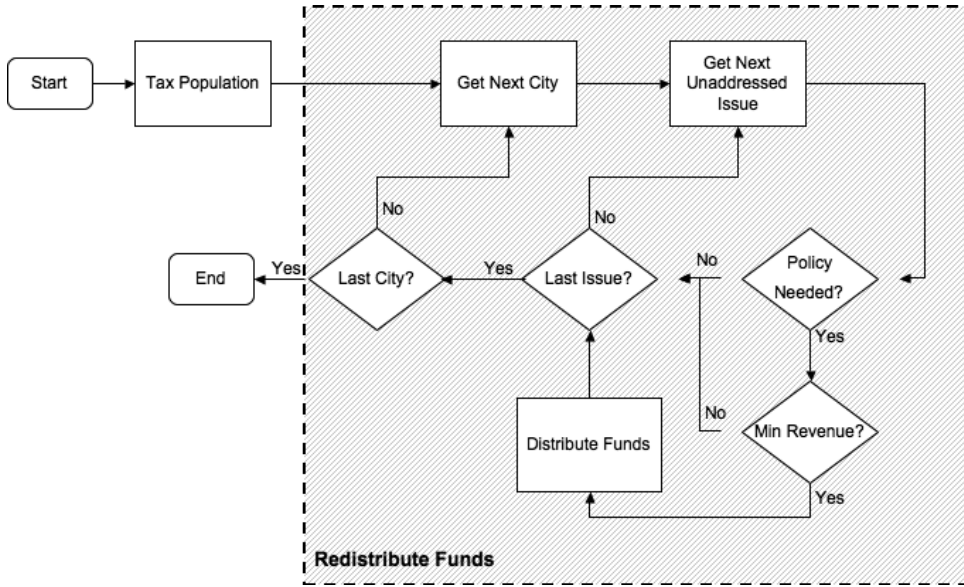 Start
Tax Population
Get Next City
Get Next
Unaddressed
Issue
No
No
End
Yes
Last City?
Yes
Last Issue?
No
Policy
Needed?
Yes
Distribute Funds
No
Min Revenue?
Yes
Redistribute Funds